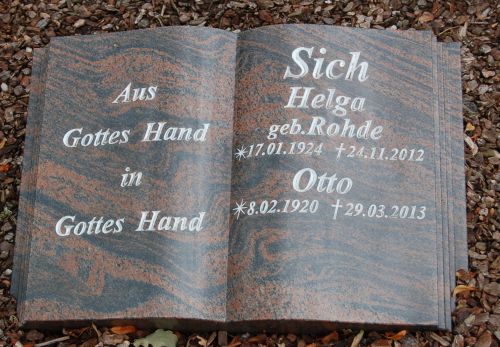 Aus
Gottes Hand
in
Gottes Hand
Sich
Helga
geb.Rohde
*17.01.1924 †24.11.2012
Otto
*8.02.1920 †29.03.2013